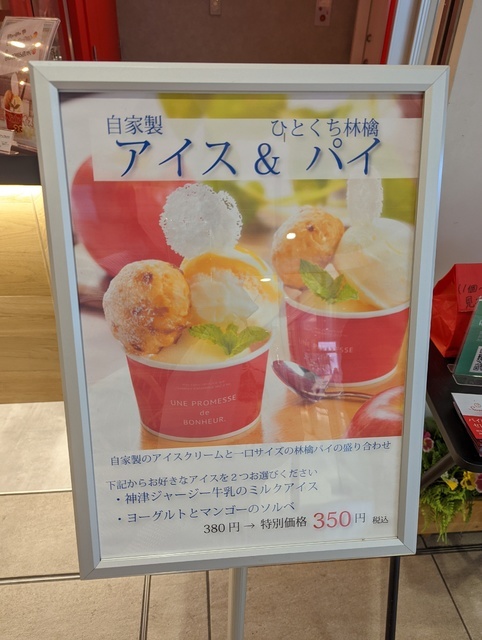 自家製
ひとくち林檎
アイス & パイ
UNE PROMESSE
de
BONHEUR.
自家製のアイスクリームと一口サイズの林檎パイの盛り合わせ
下記からお好きなアイスを2つお選びください
・神津ジャージー牛乳のミルクアイス
・ヨーグルトとマンゴーのソルベ
380円→特別価格 350円 税込